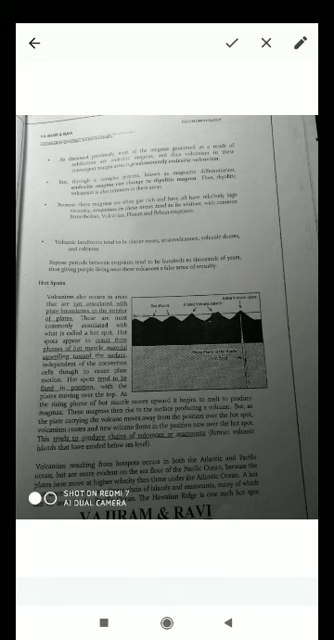 VAJIRAM & RAVI
As discussed previously, most of the magmas generated as a result of
subduction are andesitic magmas, and thus volcanism in these
convergent margin areas is predominantly andesitic volcanism.
But, through a complex process, known as magmatic differentiation,
andesitic magma can change to rhyolitic magma. Thus, rhyolitic
volcanism is also common in these areas.
Because these magmas are often gas rich and have all have relatively high
viscosity, eruptions in these areas tend to be violent, with common
Strombolian, Vulcanian, Plinian and Pelean eruptions.
Volcanic landforms tend to be cinder cones, stratovolcanoes, volcanic domes,
and calderas.
Repose periods between eruptions tend to be hundreds to thousands of years,
thus giving people living near these volcanoes a false sense of security.
Hot Spots
Volcanism also occurs in areas
that are not associated with
plate boundaries, in the interior
of plates. These are most
commonly associated with
what is called a hot spot. Hot
spots appear to result from
plumes of hot mantle material
upwelling toward the surface,
independent of the convection
cells though to cause plate
motion. Hot spots tend to be
fixed in position, with the
plates moving over the top. As
the rising plume of hot mantle moves upward it begins to melt to produce
magmas. These magmas then rise to the surface producing a volcano. But, as
the plate carrying the volcano moves away from the position over the hot spot,
volcanism ceases and new volcano forms in the position now over the hot spot.
This tends to produce chains of volcanoes or seamounts (former volcanic
islands that have eroded below sea level).
Volcanism resulting from hotspots occurs in both the Atlantic and Pacific
ocean, but are more evident on the sea floor of the Pacific Ocean, because the
plates here move at higher velocity than those under the Atlantic Ocean. A hot
chain of islands and seamounts, many of which
The Hawaiian Ridge is one such hot spot
SHOT ON REDMI 7
AI DUAL CAMERA
VAJIRAM & RAVI